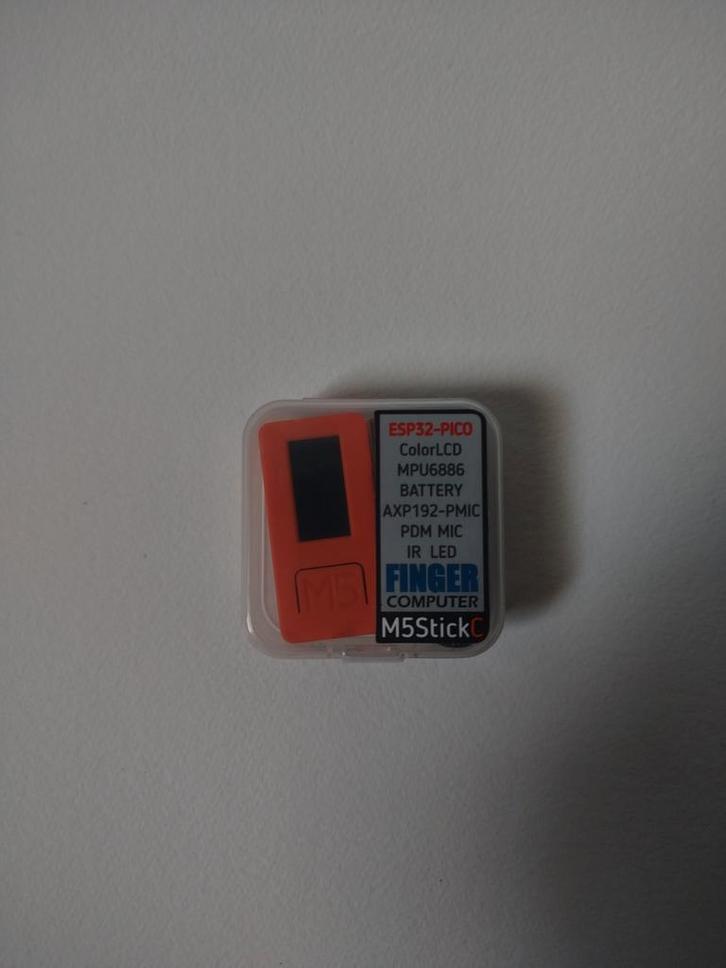 M5
ESP32-PICO
ColorLCD
MPU6886
BATTERY
AXP192-PMIC
PDM MIC
IR LED
FINGER
COMPUTER
M5StickC